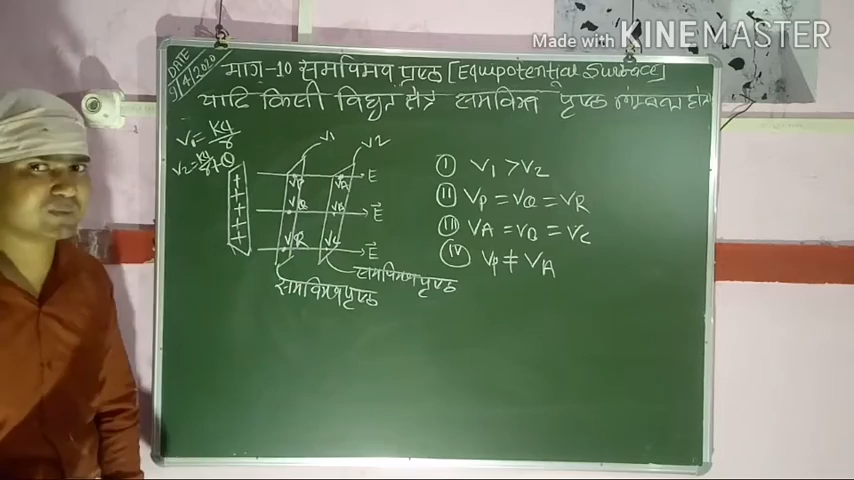 Made with KINEMASTER
DATE
9/4/2020
भाग-10 समविभव पृष्ठ [Equipotential Surface]
यदि किसी विद्युत क्षेत्र समविभव पृष्ठ
V1 = Kq/r
V1
V2
VP
VA
E
VQ
VB
E
VR
VC
E
समविभव पृष्ठ
समविभव पृष्ठ
I V1 > V2
II VP = VQ = VR
III VA = VB = VC
IV VP ≠ VA